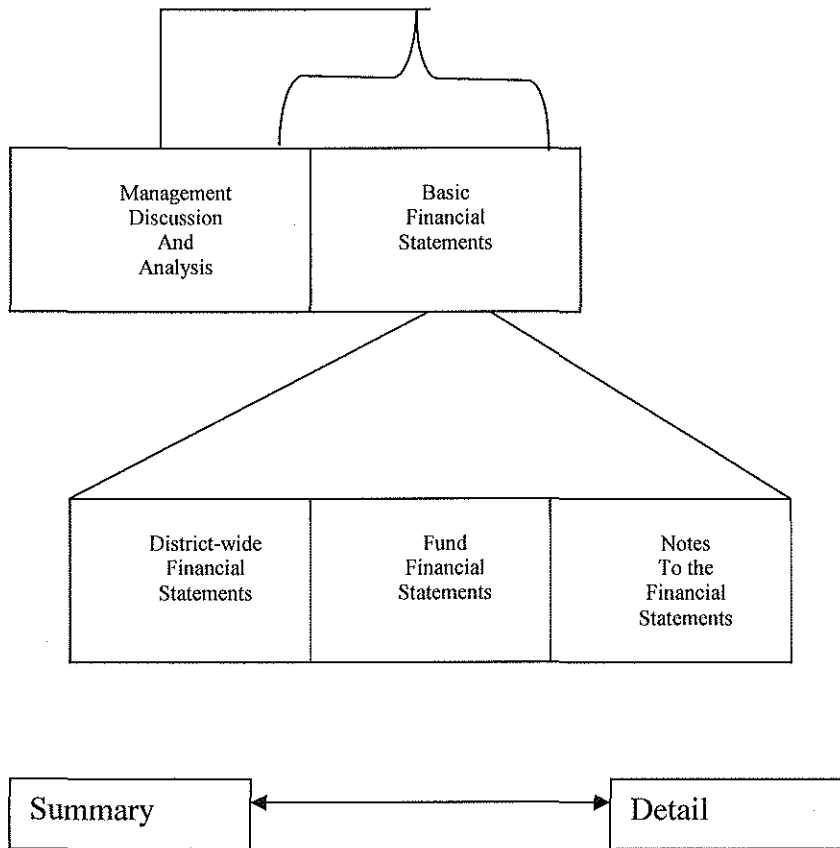 Management
Discussion
And
Analysis
Basic
Financial
Statements
District-wide
Financial
Statements
Fund
Financial
Statements
Notes
To the
Financial
Statements
Summary
Detail